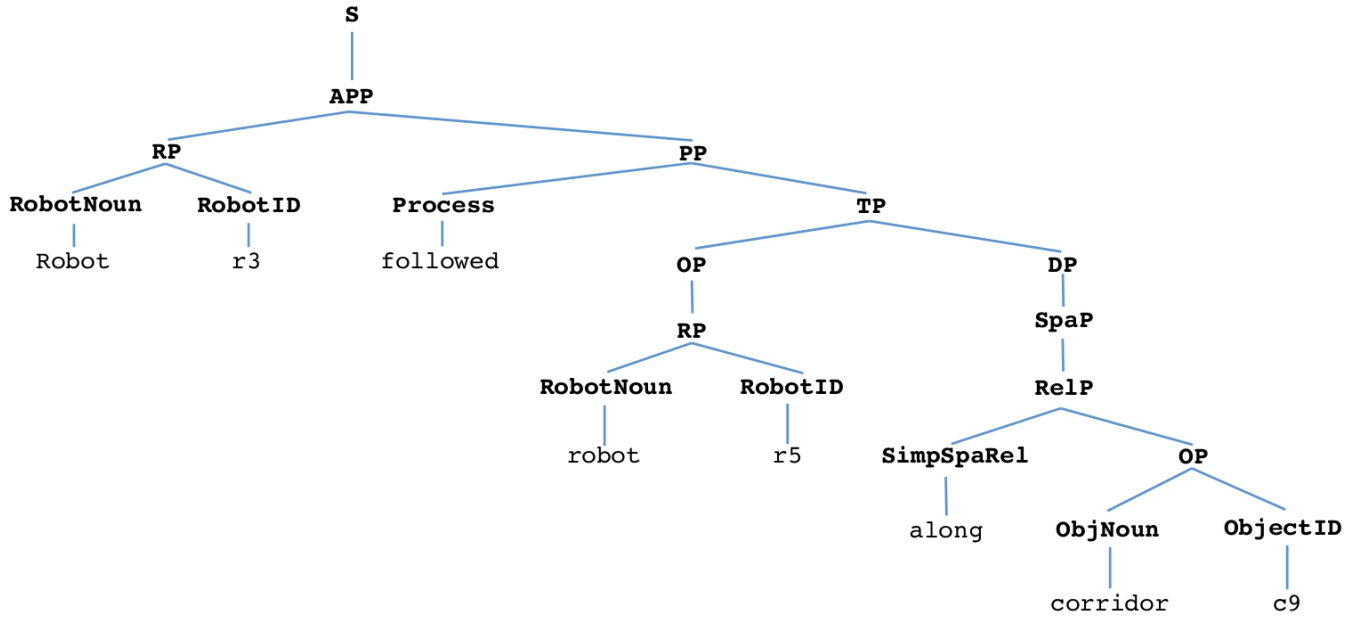 S
APP
RP PP
RobotNoun RobotID Process TP
Robot r3 followed OP DP
SpaP
RP
RobotNoun RobotID RelP
robot r5 SimpSpaRel OP
along ObjNoun ObjectID
corridor c9